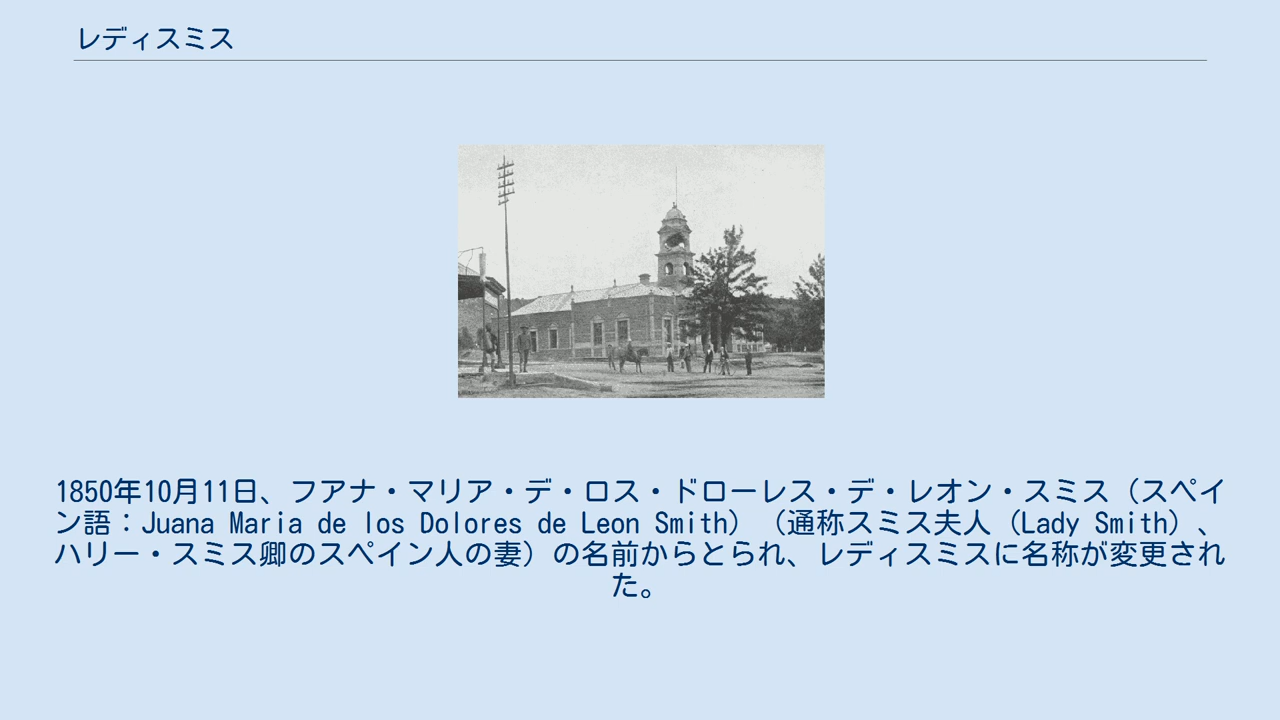 レディスミス
1850年10月11日、フアナ・マリア・デ・ロス・ドローレス・デ・レオン・スミス（スペイ
ン語：Juana Maria de los Dolores de Leon Smith）（通称スミス夫人（Lady Smith）、
ハリー・スミス卿のスペイン人の妻）の名前からとられ、レディスミスに名称が変更され
た。